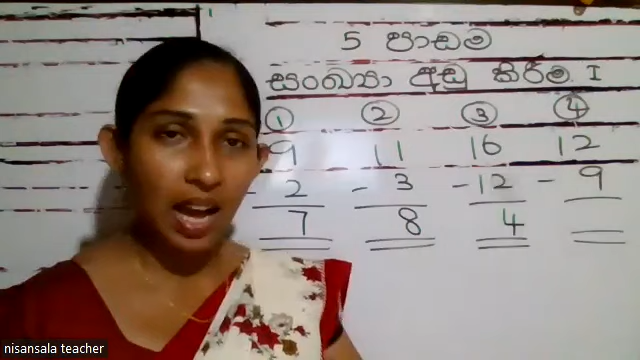 5 පාඩම
සංඛ්‍යා අඩු කිරීම I
① ② ③ ④
9 11 16 12
- 2 - 3 - 12 - 9
7 8 4
nisansala teacher